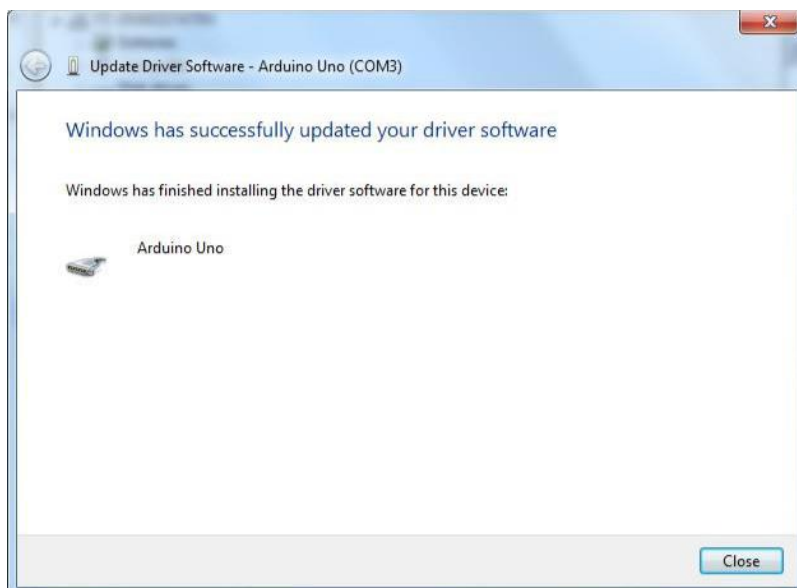 Update Driver Software - Arduino Uno (COM3)
Windows has successfully updated your driver software
Windows has finished installing the driver software for this device:
Arduino Uno
Close